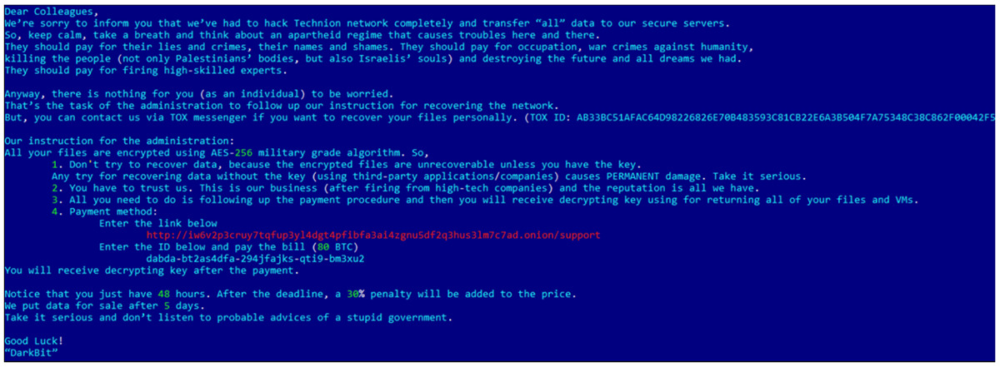 Dear Colleagues,
We’re sorry to inform you that we’ve had to hack Technion network completely and transfer “all” data to our secure servers.
So, keep calm, take a breath and think about an apartheid regime that causes troubles here and there.
They should pay for their lies and crimes, their names and shames. They should pay for occupation, war crimes against humanity,
killing the people (not only Palestinians’ bodies, but also Israelis’ souls) and destroying the future and all dreams we had.
They should pay for firing high-skilled experts.
Anyway, there is nothing for you (as an individual) to be worried.
That’s the task of the administration to follow up our instruction for recovering the network.
But, you can contact us via TOX messenger if you want to recover your files personally. (TOX ID: AB33BC51AFAC64D98226826E70B483593C81CB22E6A3B504F7A75348C38C862F00042F5
Our instruction for the administration:
All your files are encrypted using AES-256 military grade algorithm. So,
1. Don't try to recover data, because the encrypted files are unrecoverable unless you have the key.
Any try for recovering data without the key (using third-party applications/companies) causes PERMANENT damage. Take it serious.
2. You have to trust us. This is our business (after firing from high-tech companies) and the reputation is all we have.
3. All you need to do is following up the payment procedure and then you will receive decrypting key using for returning all of your files and VMs.
4. Payment method:
Enter the link below
http://iw6v2p3cruy7tqfup3yl4dgt4pfibfa3ai4zgnu5df2q3hus3lm7c7ad.onion/support
Enter the ID below and pay the bill (80 BTC)
dabda-bt2as4dfa-294jfajks-qti9-bm3xu2
You will receive decrypting key after the payment.
Notice that you just have 48 hours. After the deadline, a 30% penalty will be added to the price.
We put data for sale after 5 days.
Take it serious and don’t listen to probable advices of a stupid government.
Good Luck!
“DarkBit”